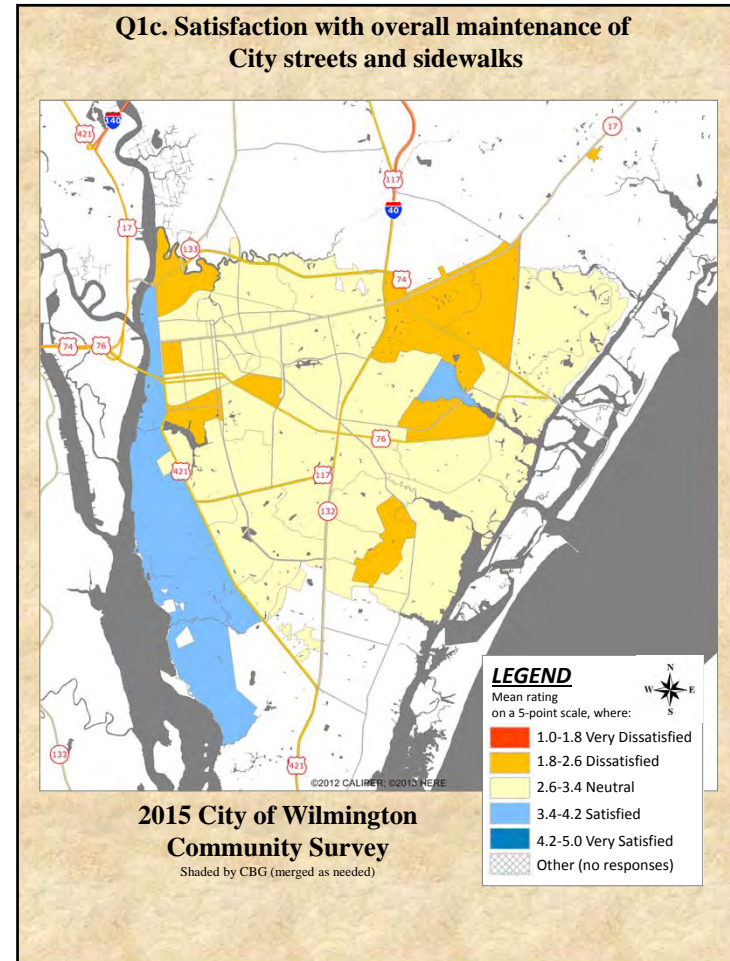 Q1c. Satisfaction with overall maintenance of
City streets and sidewalks
140
421
17
117
17
40
133
74
74
76
76
421
117
132
LEGEND
Mean rating
on a 5-point scale, where:
N
W E
S
1.0-1.8 Very Dissatisfied
1.8-2.6 Dissatisfied
2.6-3.4 Neutral
3.4-4.2 Satisfied
4.2-5.0 Very Satisfied
Other (no responses)
133
421
©2012 CALIPER; ©2013 HERE
2015 City of Wilmington
Community Survey
Shaded by CBG (merged as needed)